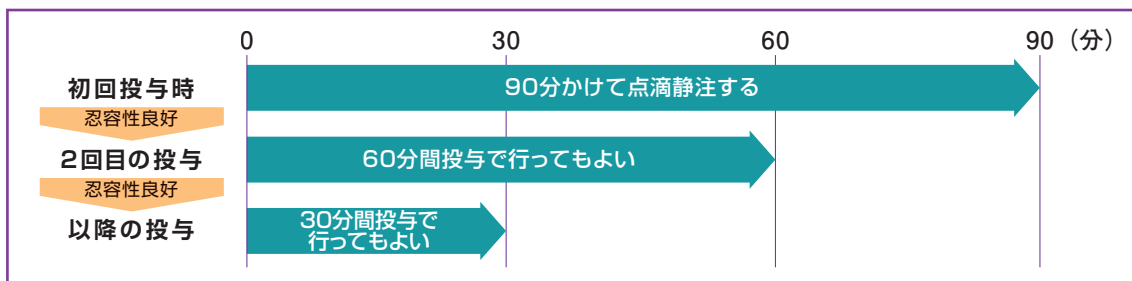 0 30 60 90（分）
初回投与時
90分かけて点滴静注する
忍容性良好
2回目の投与
60分間投与で行ってもよい
忍容性良好
以降の投与
30分間投与で
行ってもよい